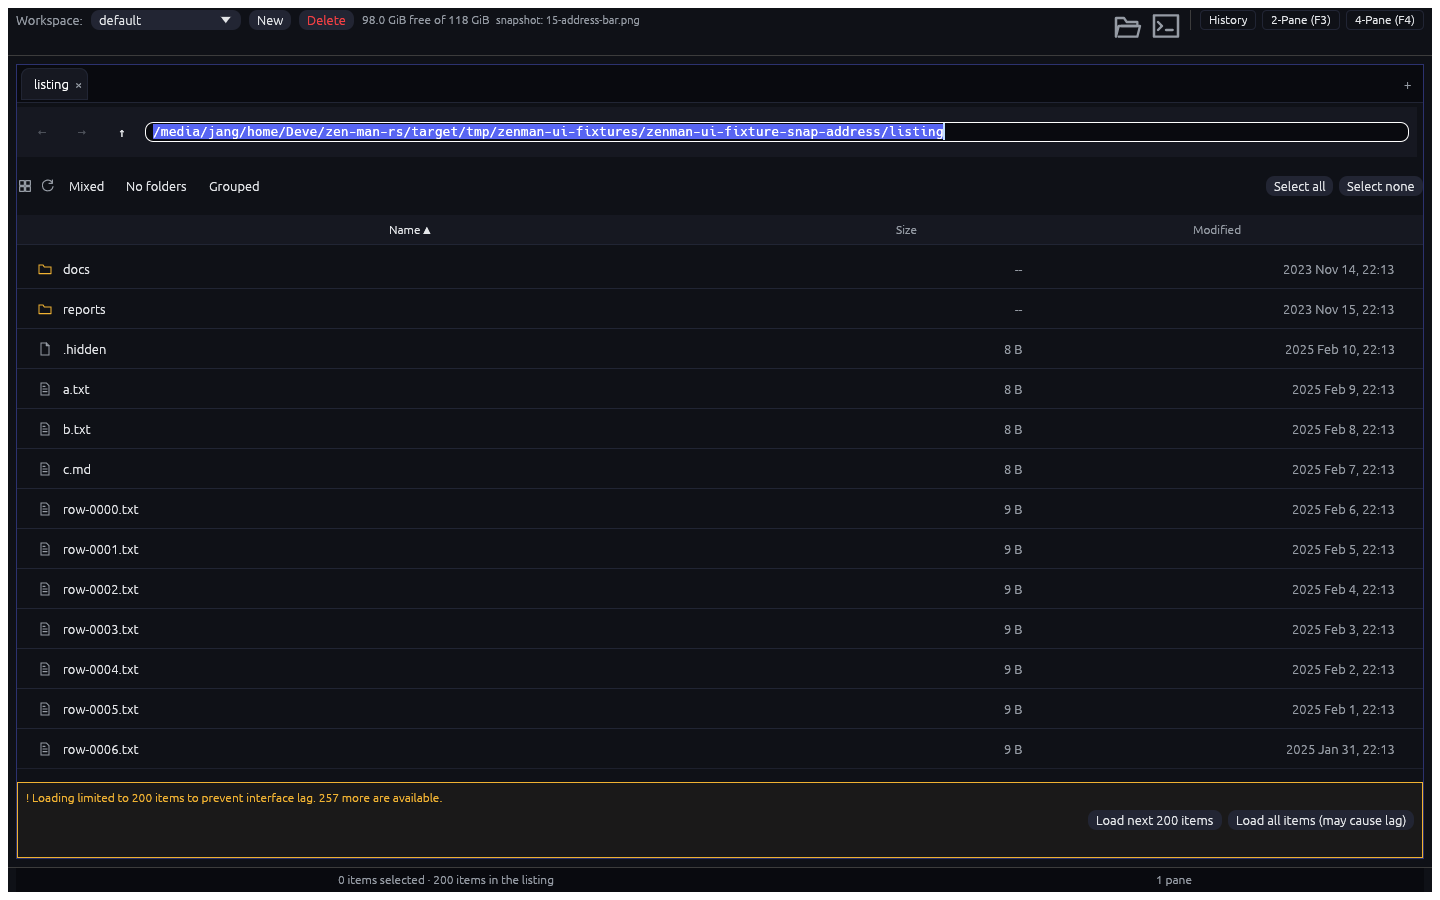 Workspace: default New Delete 98.0 GiB free of 118 GiB snapshot: 15-address-bar.png History 2-Pane (F3) 4-Pane (F4)
listing × +
← → ↑ /media/jang/home/Deve/zen-man-rs/target/tmp/zenman-ui-fixtures/zenman-ui-fixture-snap-address/listing
Mixed No folders Grouped Select all Select none
Name▲ Size Modified
docs -- 2023 Nov 14, 22:13
reports -- 2023 Nov 15, 22:13
.hidden 8 B 2025 Feb 10, 22:13
a.txt 8 B 2025 Feb 9, 22:13
b.txt 8 B 2025 Feb 8, 22:13
c.md 8 B 2025 Feb 7, 22:13
row-0000.txt 9 B 2025 Feb 6, 22:13
row-0001.txt 9 B 2025 Feb 5, 22:13
row-0002.txt 9 B 2025 Feb 4, 22:13
row-0003.txt 9 B 2025 Feb 3, 22:13
row-0004.txt 9 B 2025 Feb 2, 22:13
row-0005.txt 9 B 2025 Feb 1, 22:13
row-0006.txt 9 B 2025 Jan 31, 22:13
! Loading limited to 200 items to prevent interface lag. 257 more are available.
Load next 200 items Load all items (may cause lag)
0 items selected · 200 items in the listing 1 pane